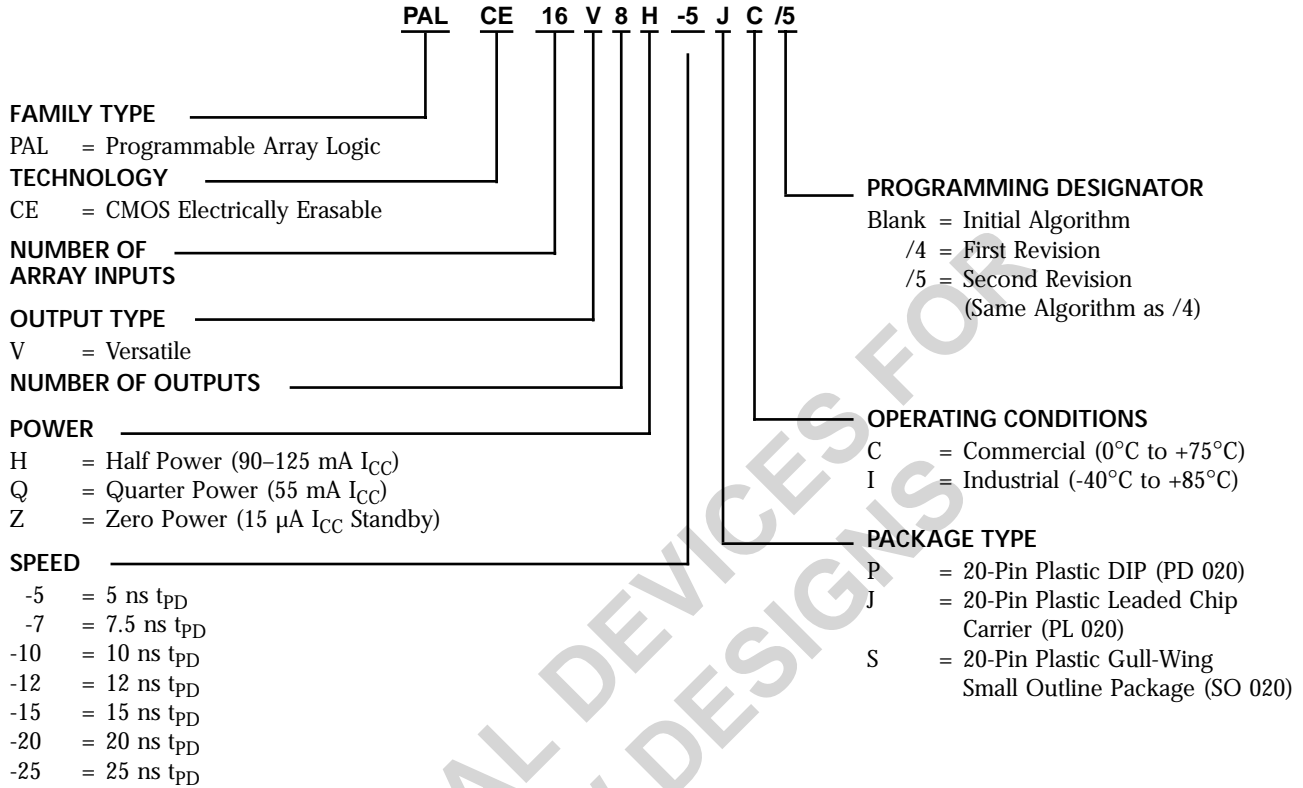 PAL CE 16 V 8 H -5 J C /5
FAMILY TYPE
PAL = Programmable Array Logic
TECHNOLOGY
CE = CMOS Electrically Erasable
NUMBER OF
ARRAY INPUTS
OUTPUT TYPE
V = Versatile
NUMBER OF OUTPUTS
POWER
H = Half Power (90–125 mA ICC)
Q = Quarter Power (55 mA ICC)
Z = Zero Power (15 µA ICC Standby)
SPEED
-5 = 5 ns tPD
-7 = 7.5 ns tPD
-10 = 10 ns tPD
-12 = 12 ns tPD
-15 = 15 ns tPD
-20 = 20 ns tPD
-25 = 25 ns tPD
PROGRAMMING DESIGNATOR
Blank = Initial Algorithm
/4 = First Revision
/5 = Second Revision
(Same Algorithm as /4)
OPERATING CONDITIONS
C = Commercial (0°C to +75°C)
I = Industrial (-40°C to +85°C)
PACKAGE TYPE
P = 20-Pin Plastic DIP (PD 020)
J = 20-Pin Plastic Leaded Chip
Carrier (PL 020)
S = 20-Pin Plastic Gull-Wing
Small Outline Package (SO 020)
DEVICES FOR
DESIGNS